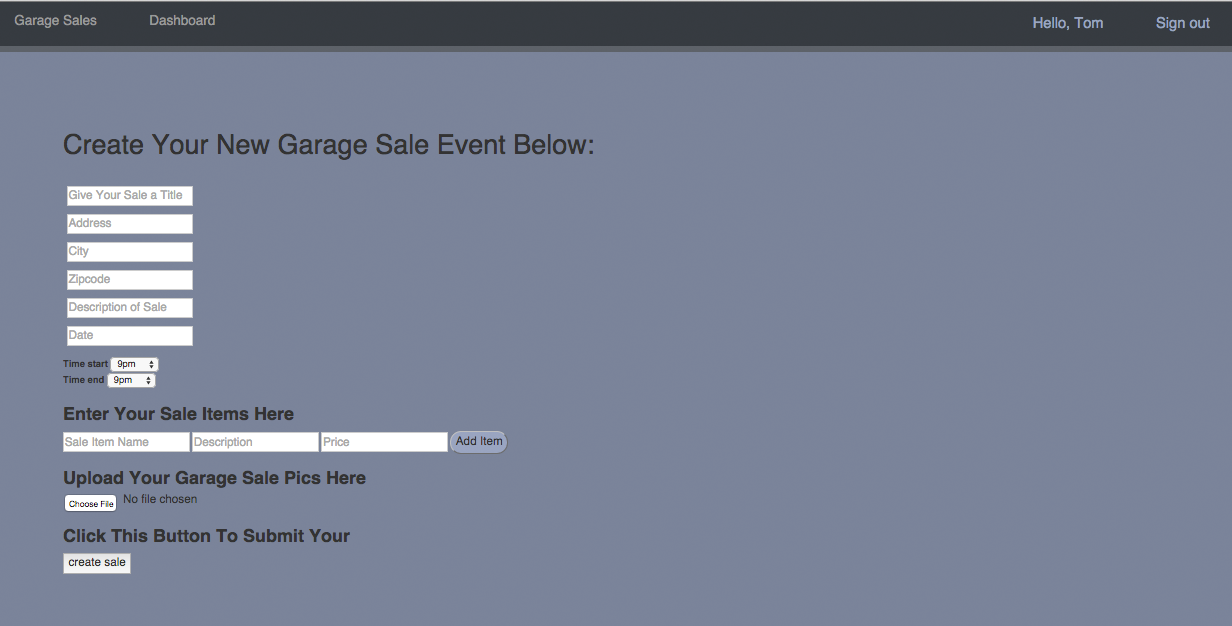 Garage Sales Dashboard Hello, Tom Sign out
Create Your New Garage Sale Event Below:
Give Your Sale a Title
Address
City
Zipcode
Description of Sale
Date
Time start 9pm
Time end 9pm
Enter Your Sale Items Here
Sale Item Name Description Price Add Item
Upload Your Garage Sale Pics Here
Choose File No file chosen
Click This Button To Submit Your
create sale